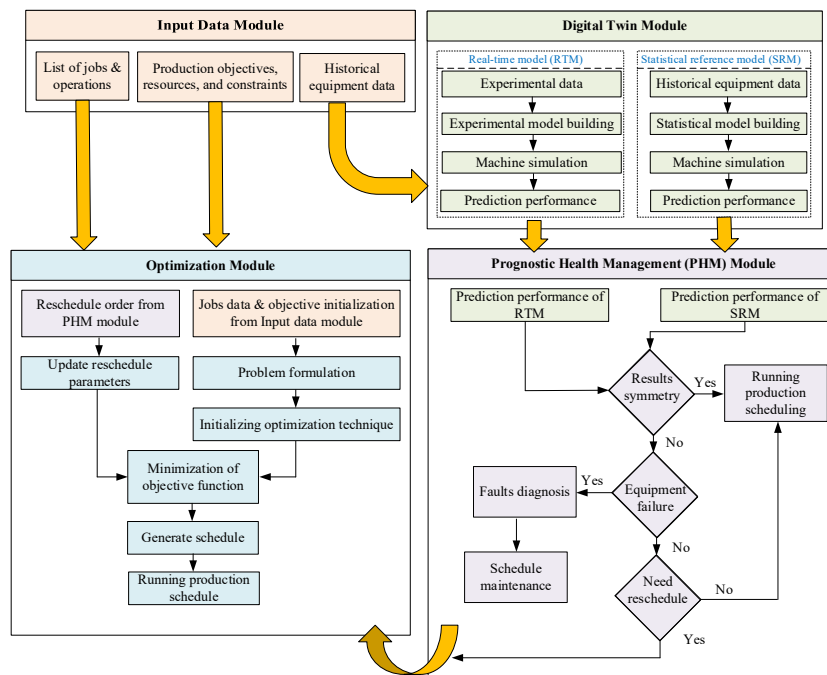 Input Data Module
List of jobs &
operations
Production objectives,
resources, and constraints
Historical
equipment data
Digital Twin Module
Real-time model (RTM)
Experimental data
Experimental model building
Machine simulation
Prediction performance
Statistical reference model (SRM)
Historical equipment data
Statistical model building
Machine simulation
Prediction performance
Optimization Module
Reschedule order from
PHM module
Jobs data & objective initialization
from Input data module
Update reschedule
parameters
Problem formulation
Initializing optimization technique
Minimization of
objective function
Generate schedule
Running production
schedule
Prognostic Health Management (PHM) Module
Prediction performance of
RTM
Prediction performance of
SRM
Results
symmetry
Yes
Running
production
scheduling
No
Equipment
failure
Yes
Faults diagnosis
Schedule
maintenance
No
Need
reschedule
No
Yes